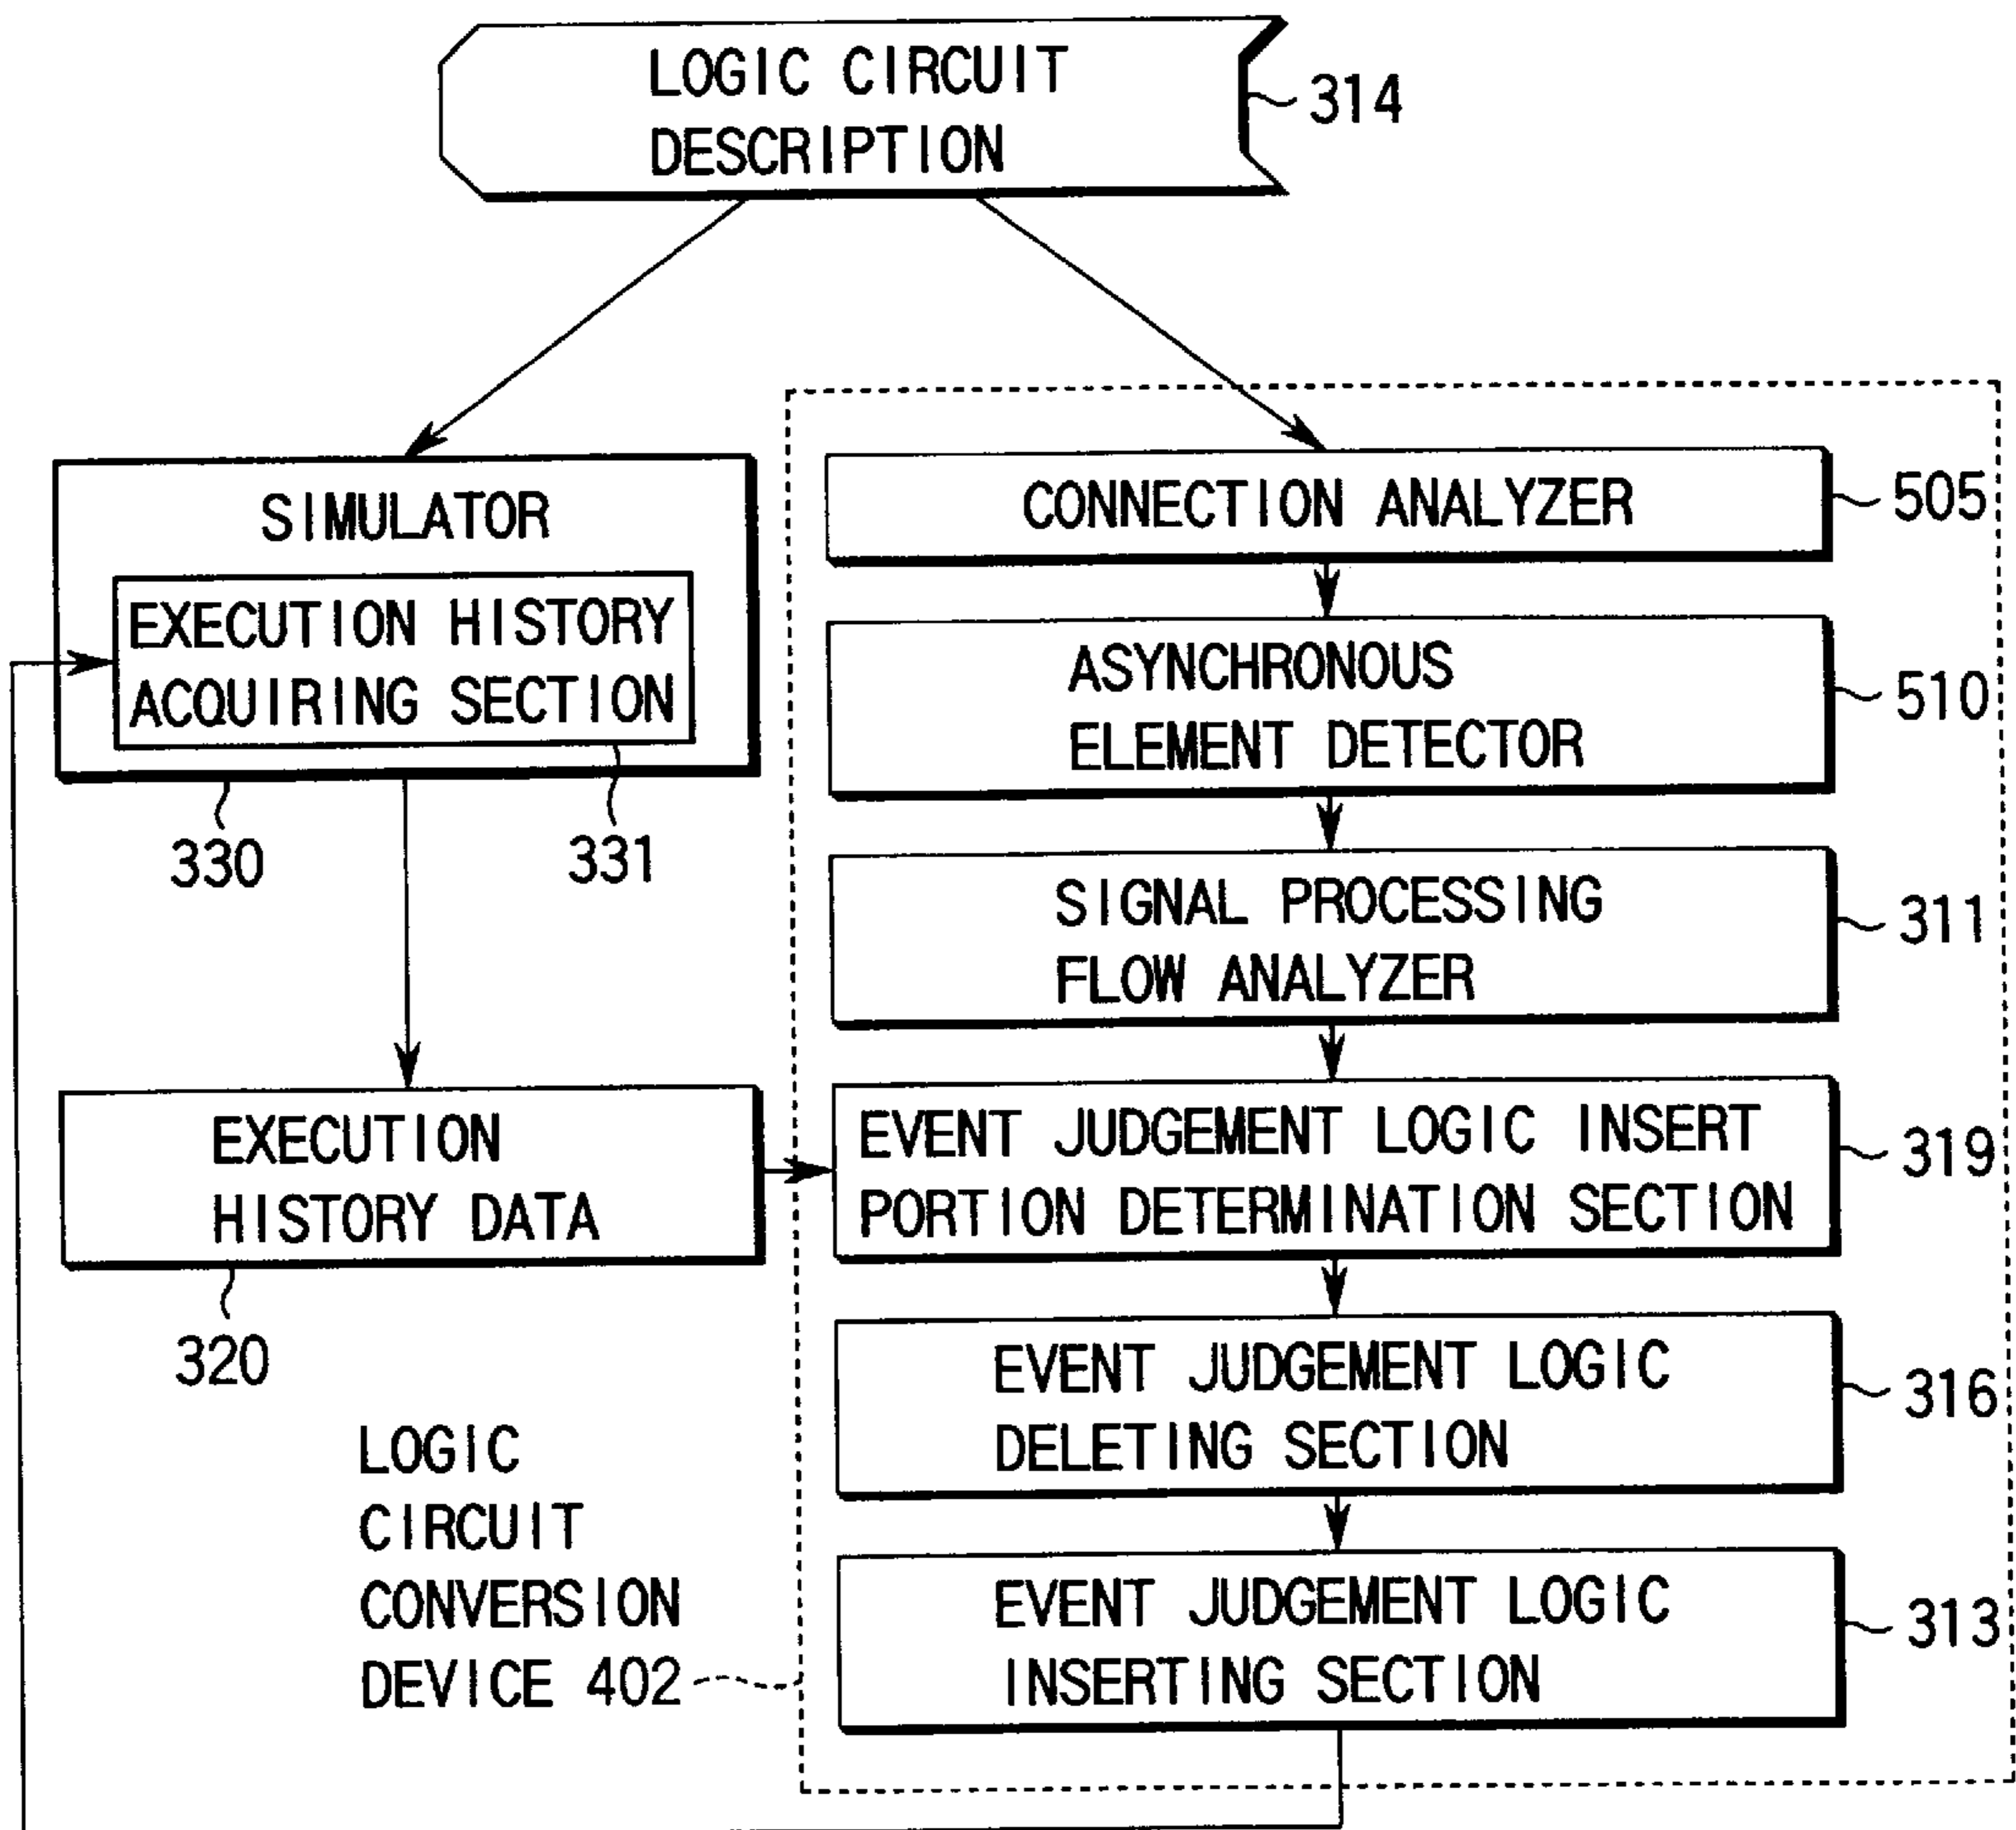 LOGIC CIRCUIT
DESCRIPTION
314
SIMULATOR
EXECUTION HISTORY
ACQUIRING SECTION
330
331
CONNECTION ANALYZER
505
ASYNCHRONOUS
ELEMENT DETECTOR
510
SIGNAL PROCESSING
FLOW ANALYZER
311
EXECUTION
HISTORY DATA
320
EVENT JUDGEMENT LOGIC INSERT
PORTION DETERMINATION SECTION
319
EVENT JUDGEMENT LOGIC
DELETING SECTION
316
LOGIC
CIRCUIT
CONVERSION
DEVICE 402
EVENT JUDGEMENT LOGIC
INSERTING SECTION
313